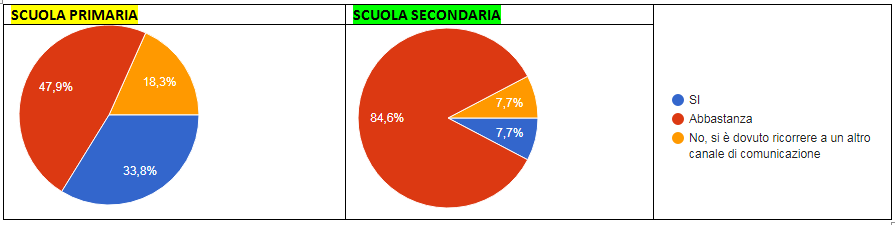 SCUOLA PRIMARIA
47,9%
18,3%
33,8%
SCUOLA SECONDARIA
84,6%
7,7%
7,7%
SI
Abbastanza
No, si è dovuto ricorrere a un altro
canale di comunicazione